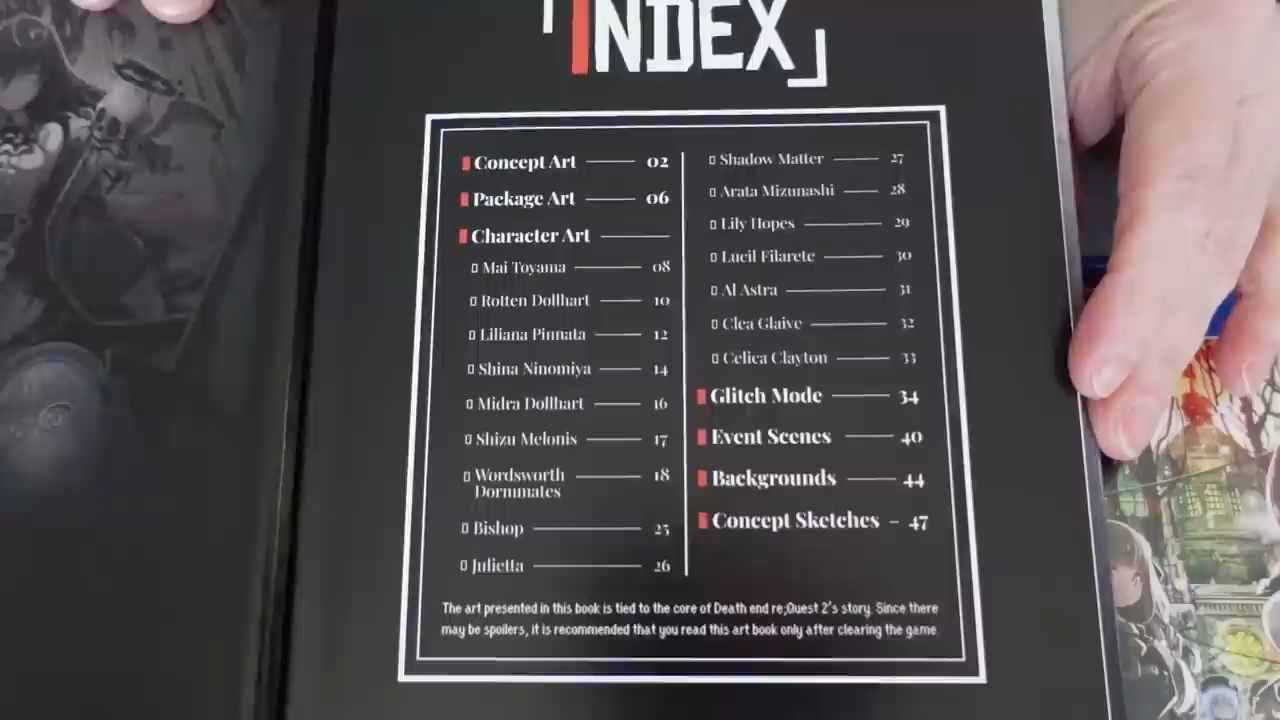 INDEX
Concept Art 02
Package Art 06
Character Art
Mai Toyama 08
Rotten Dollhart 10
Liliana Pinnata 12
Shina Ninomiya 14
Midra Dollhart 16
Shizu Melonis 17
Wordsworth 18
Dormmates
Bishop 25
Julietta 26
Shadow Matter 27
Arata Mizunashi 28
Lily Hopes 29
Lucil Filarete 30
Al Astra 31
Clea Glaive 32
Celica Clayton 33
Glitch Mode 34
Event Scenes 40
Backgrounds 44
Concept Sketches – 47
The art presented in this book is tied to the core of Death end re;Quest 2's story. Since there
may be spoilers, it is recommended that you read this art book only after clearing the game.